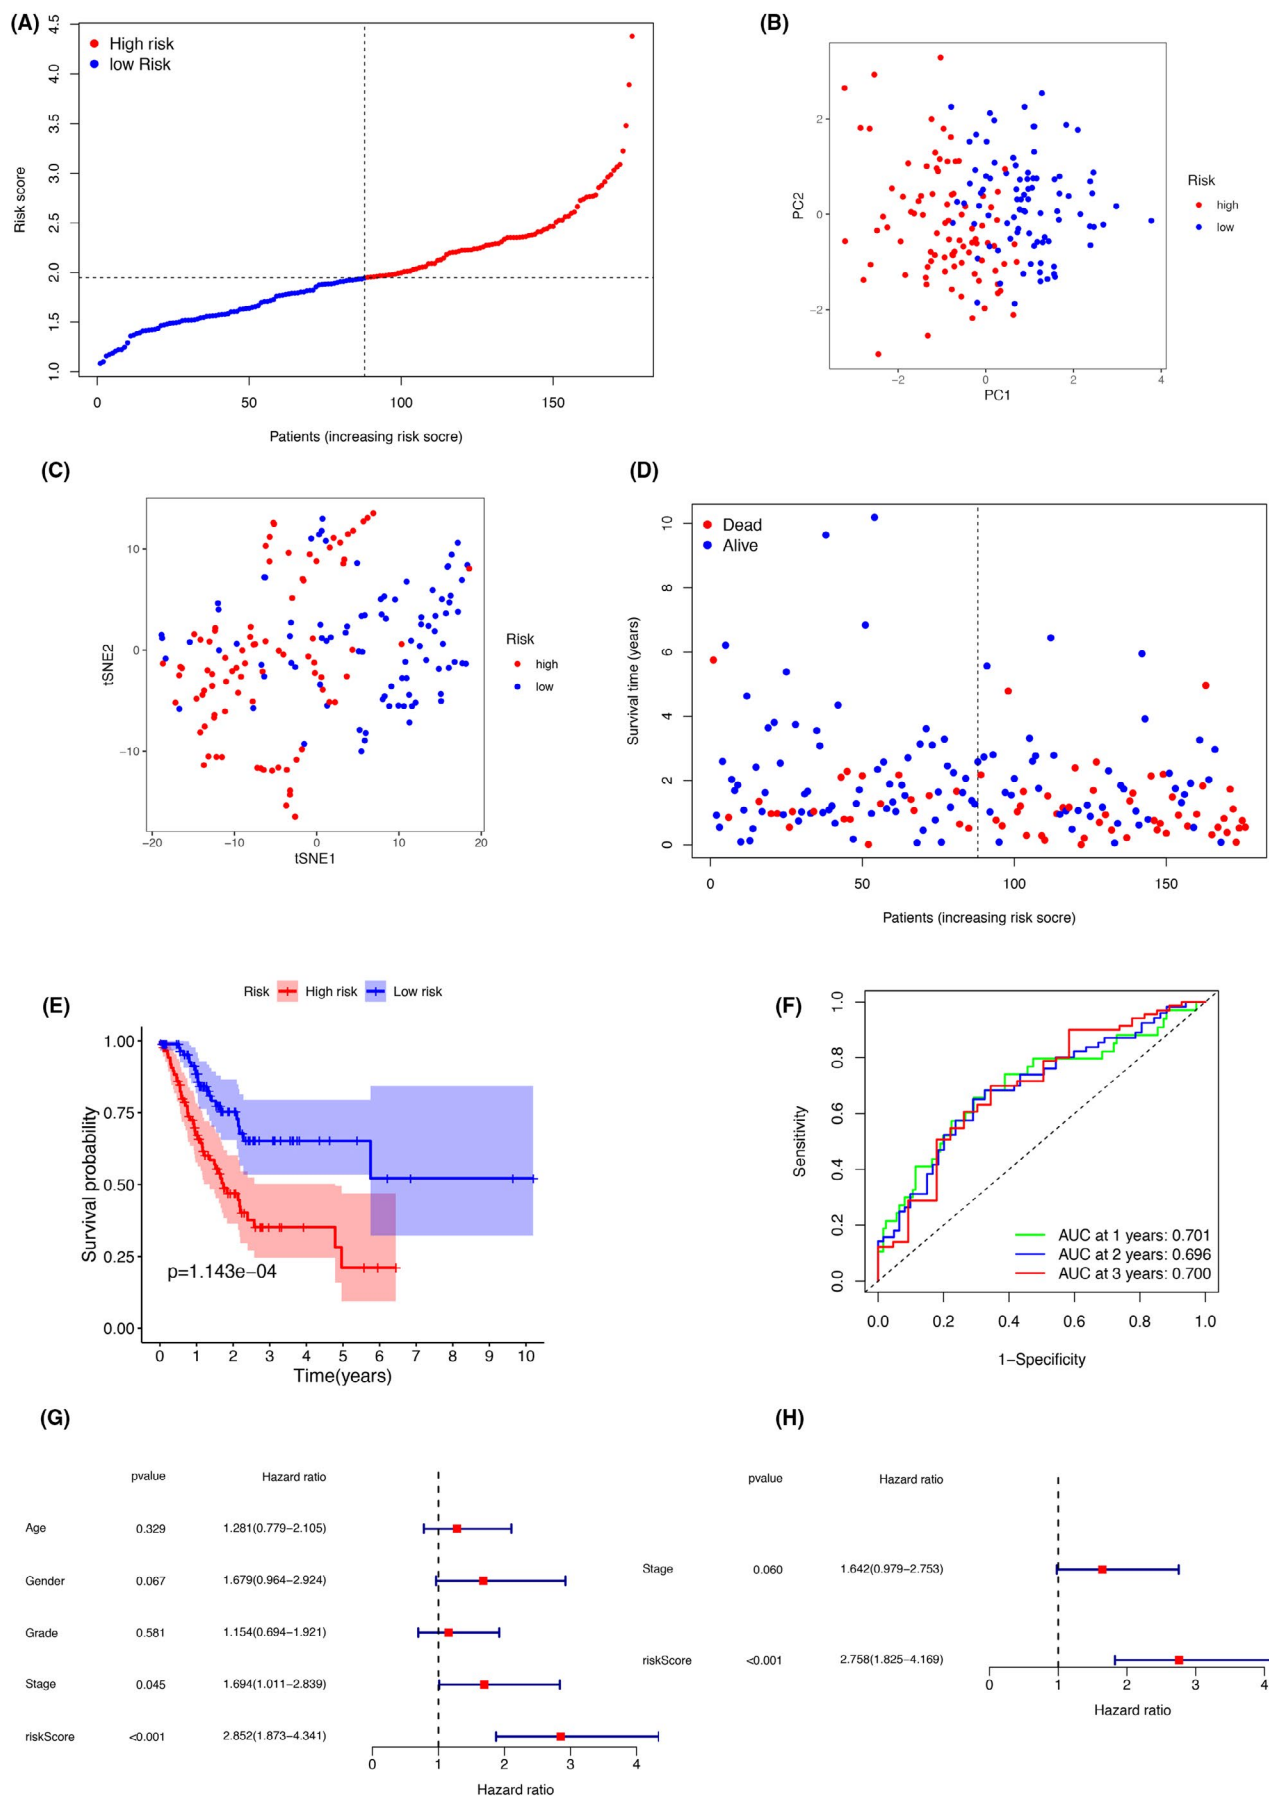 (A)
4.5
4.0
3.5
3.0
2.5
2.0
1.5
1.0
Risk score
High risk
low Risk
0 50 100 150
Patients (increasing risk socre)
(B)
2
0
−2
PC2
−2 0 2 4
PC1
Risk
high
low
(C)
10
0
−10
tSNE2
−20 −10 0 10 20
tSNE1
Risk
high
low
(D)
10
8
6
4
2
0
Survival time (years)
Dead
Alive
0 50 100 150
Patients (increasing risk socre)
(E)
Risk High risk Low risk
1.00
0.75
0.50
0.25
0.00
Survival probability
p=1.143e−04
0 1 2 3 4 5 6 7 8 9 10
Time(years)
(F)
1.0
0.8
0.6
0.4
0.2
0.0
Sensitivity
AUC at 1 years: 0.701
AUC at 2 years: 0.696
AUC at 3 years: 0.700
0.0 0.2 0.4 0.6 0.8 1.0
1−Specificity
(G)
pvalue Hazard ratio
Age 0.329 1.281(0.779−2.105)
Gender 0.067 1.679(0.964−2.924)
Grade 0.581 1.154(0.694−1.921)
Stage 0.045 1.694(1.011−2.839)
riskScore <0.001 2.852(1.873−4.341)
0 1 2 3 4
Hazard ratio
(H)
pvalue Hazard ratio
Stage 0.060 1.642(0.979−2.753)
riskScore <0.001 2.758(1.825−4.169)
0 1 2 3 4
Hazard ratio